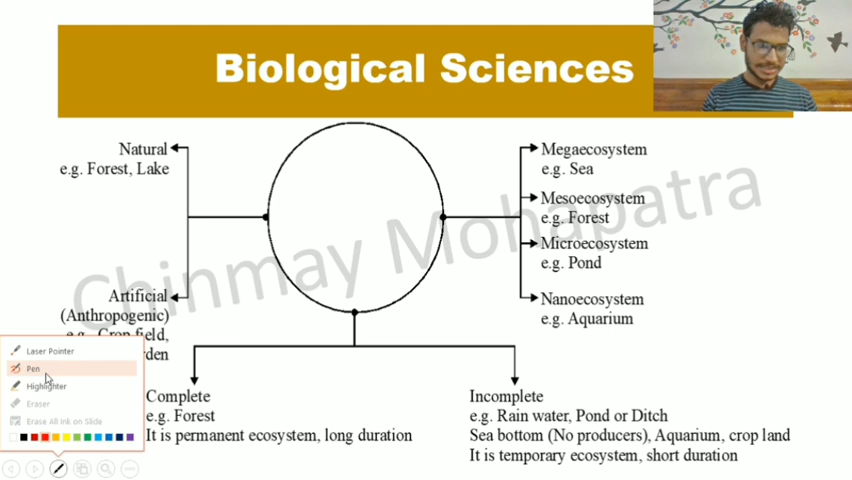 Biological Sciences
Natural
e.g. Forest, Lake
Megaecosystem
e.g. Sea
Mesoecosystem
e.g. Forest
Microecosystem
e.g. Pond
Nanoecosystem
e.g. Aquarium
Chinmay Mohapatra
Artificial
(Anthropogenic)
e.g. Crop field,
Laser Pointer
Pen
Highlighter
Eraser
Erase All Ink on Slide
Complete
e.g. Forest
It is permanent ecosystem, long duration
Incomplete
e.g. Rain water, Pond or Ditch
Sea bottom (No producers), Aquarium, crop land
It is temporary ecosystem, short duration